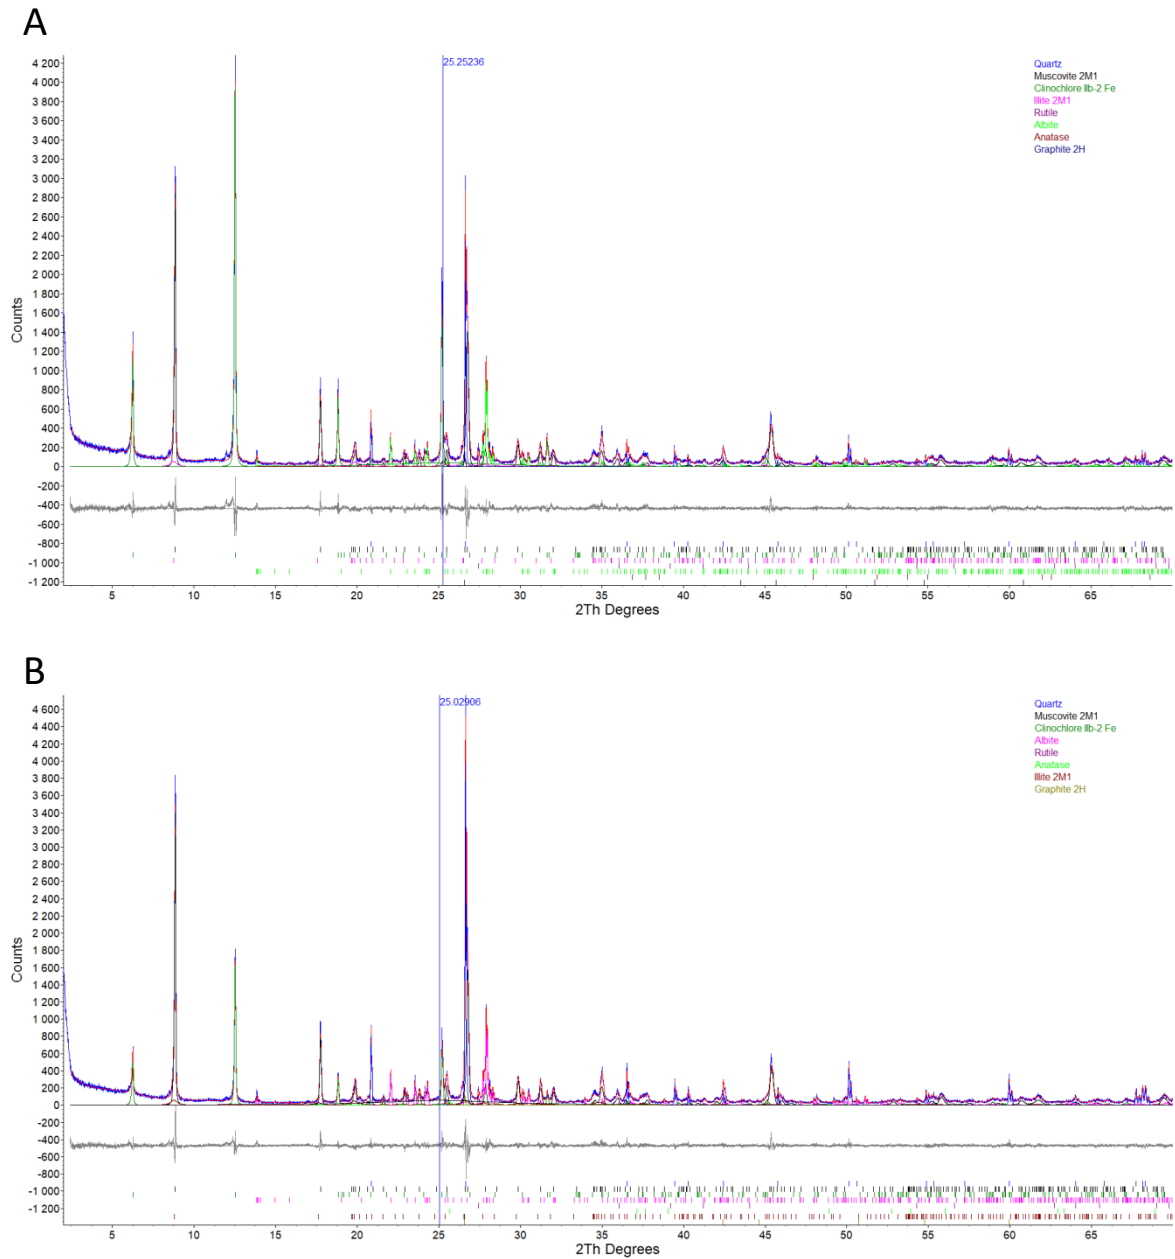 A
25.25236
4 200
4 000
3 800
3 600
3 400
3 200
3 000
2 800
2 600
2 400
2 200
2 000
1 800
1 600
1 400
1 200
1 000
800
600
400
200
0
-200
-400
-600
-800
-1 000
-1 200
Counts
Quartz
Muscovite 2M1
Clinochlore IIb-2 Fe
Illite 2M1
Rutile
Albite
Anatase
Graphite 2H
5 10 15 20 25 30 35 40 45 50 55 60 65
2Th Degrees
B
25.02906
4 600
4 400
4 200
4 000
3 800
3 600
3 400
3 200
3 000
2 800
2 600
2 400
2 200
2 000
1 800
1 600
1 400
1 200
1 000
800
600
400
200
0
-200
-400
-600
-800
-1 000
-1 200
Counts
Quartz
Muscovite 2M1
Clinochlore IIb-2 Fe
Albite
Rutile
Anatase
Illite 2M1
Graphite 2H
5 10 15 20 25 30 35 40 45 50 55 60 65
2Th Degrees